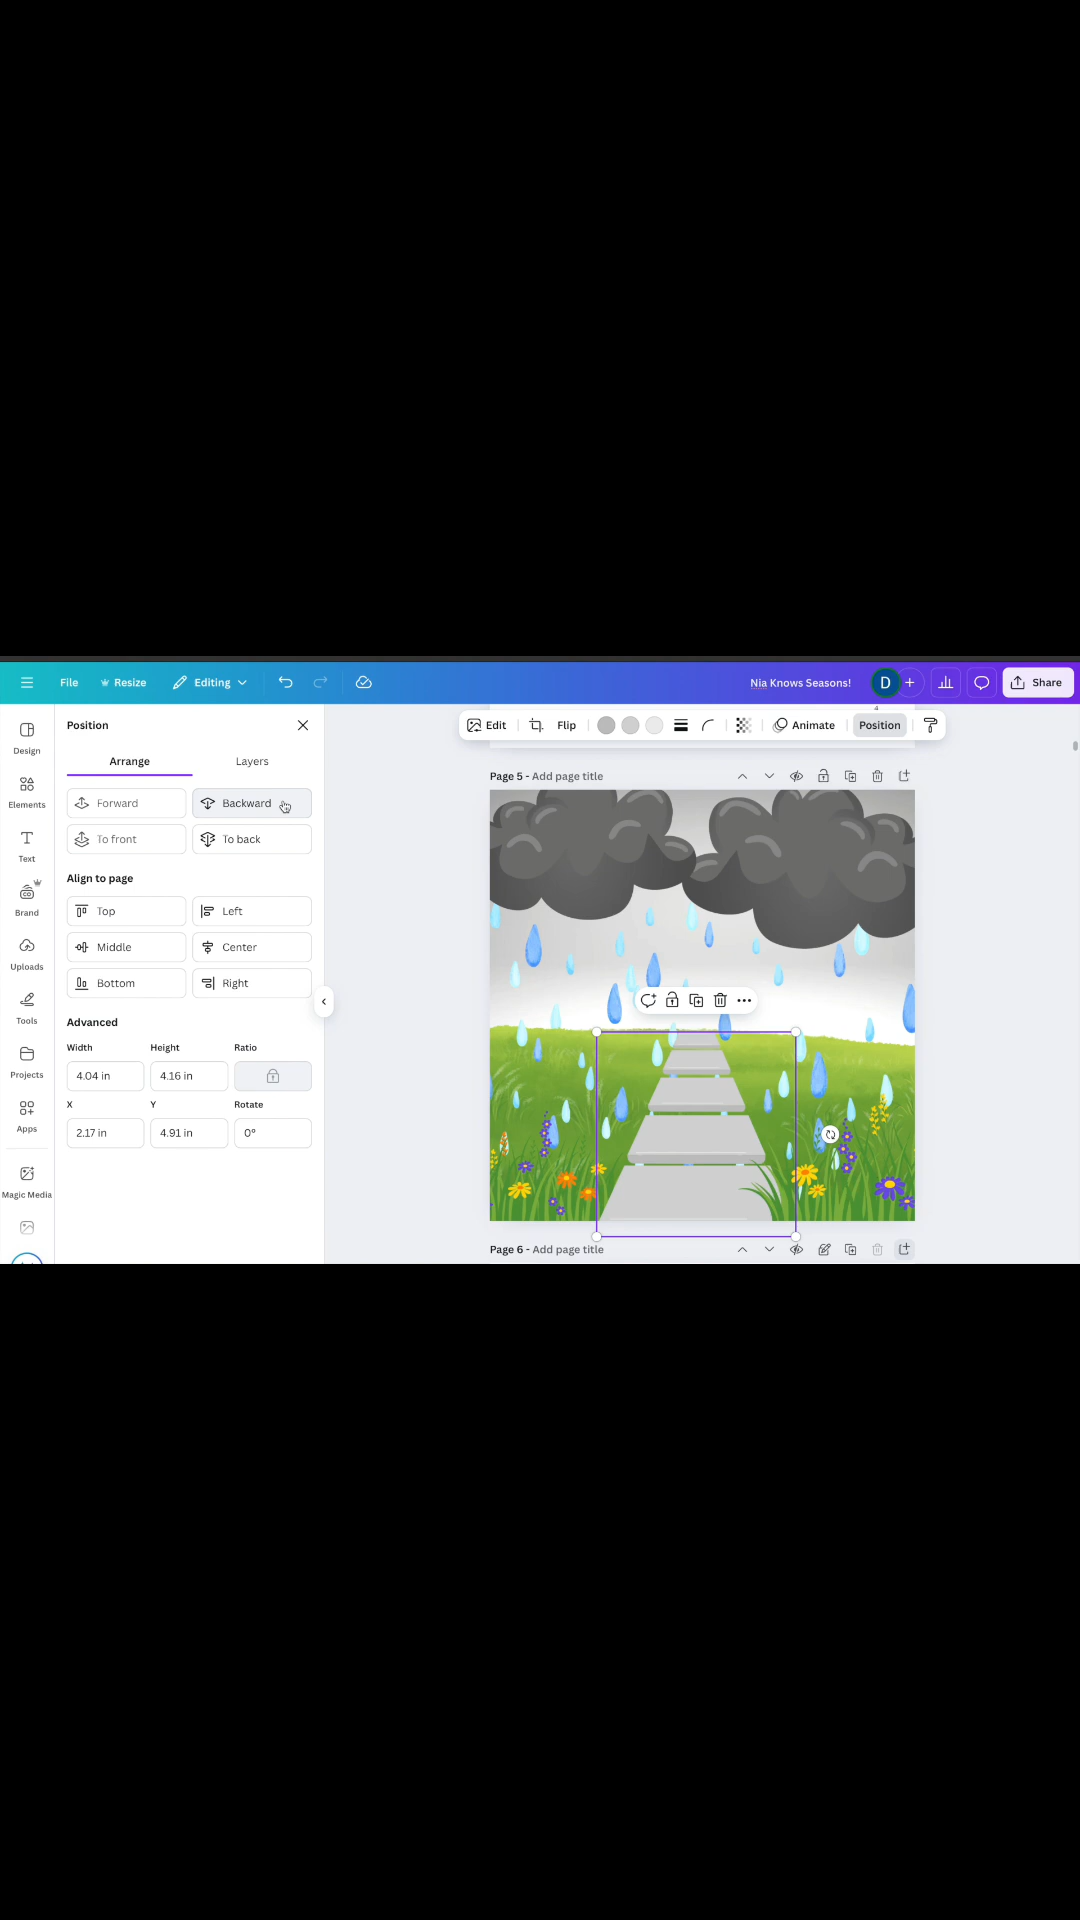 File
Resize
Editing
Nia Knows Seasons!
D
Share
Design
Elements
Text
Brand
CO
Uploads
Tools
Projects
Apps
Magic Media
Position
Arrange
Layers
Forward
Backward
To front
To back
Align to page
Top
Left
Middle
Center
Bottom
Right
Advanced
Width
Height
Ratio
4.04 in
4.16 in
X
Y
Rotate
2.17 in
4.91 in
0°
4
Edit
Flip
Animate
Position
Page 5 - Add page title
Page 6 - Add page title